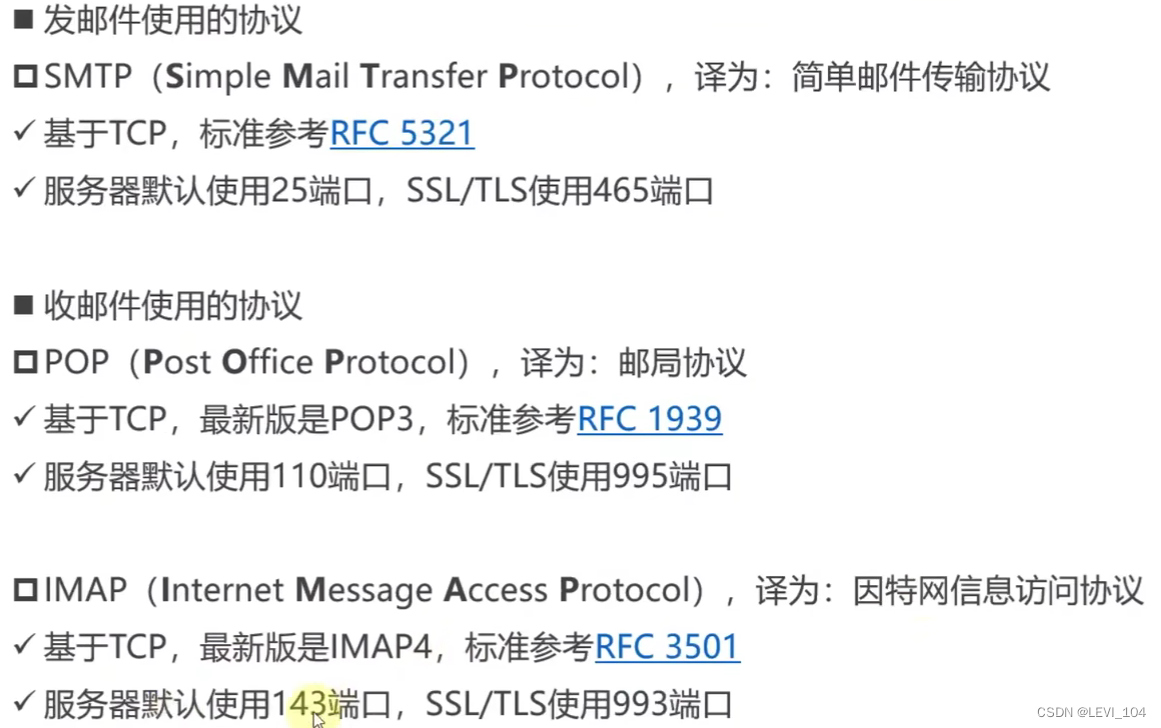 ■ 发邮件使用的协议
SMTP（Simple Mail Transfer Protocol），译为：简单邮件传输协议
✓ 基于TCP，标准参考RFC 5321
✓ 服务器默认使用25端口，SSL/TLS使用465端口
■ 收邮件使用的协议
POP（Post Office Protocol），译为：邮局协议
✓ 基于TCP，最新版是POP3，标准参考RFC 1939
✓ 服务器默认使用110端口，SSL/TLS使用995端口
IMAP（Internet Message Access Protocol），译为：因特网信息访问协议
✓ 基于TCP，最新版是IMAP4，标准参考RFC 3501
✓ 服务器默认使用143端口，SSL/TLS使用993端口
CSDN @LEVI_104